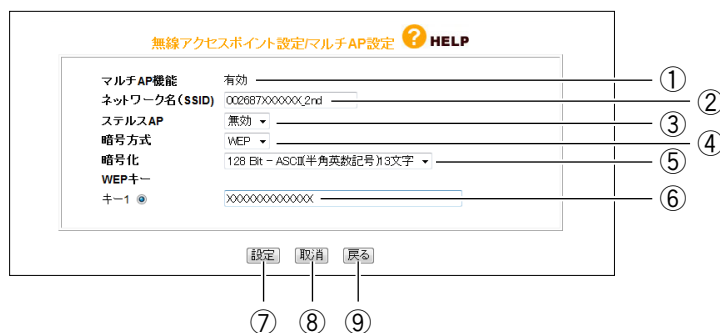 無線アクセスポイント設定/マルチAP設定 ? HELP
マルチAP機能 有効 ①
ネットワーク名(SSID) 002687XXXXXX_2nd ②
ステルスAP 無効 ③
暗号方式 WEP ④
暗号化 128 Bit - ASCII(半角英数記号)13文字 ⑤
WEPキー
キー1 XXXXXXXXXXXXX ⑥
設定 取消 戻る
⑦ ⑧ ⑨